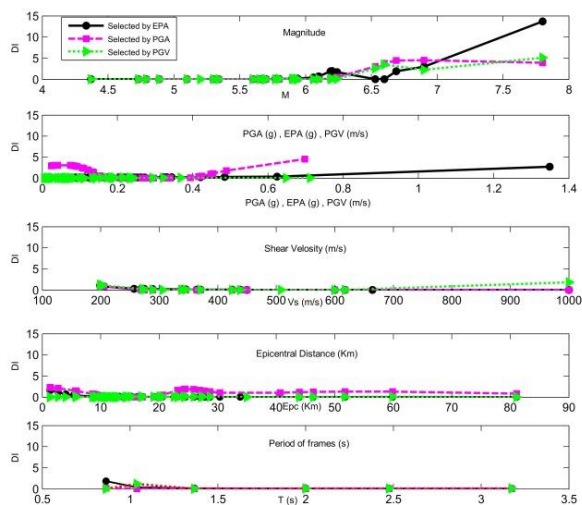 Magnitude
Selected by EPA
Selected by PGA
Selected by PGV
DI
15
10
5
0
4 4.5 5 5.5 6 6.5 7 7.5 8
M
PGA (g) , EPA (g) , PGV (m/s)
DI
15
10
5
0
0 0.2 0.4 0.6 0.8 1 1.2 1.4
PGA (g) , EPA (g) , PGV (m/s)
Shear Velocity (m/s)
DI
15
10
5
0
100 200 300 400 500 600 700 800 900 1000
Vs (m/s)
Epicentral Distance (Km)
DI
15
10
5
0
0 10 20 30 40 50 60 70 80 90
Epc (Km)
Period of frames (s)
DI
15
10
5
0
0.5 1 1.5 2 2.5 3 3.5
T (s)